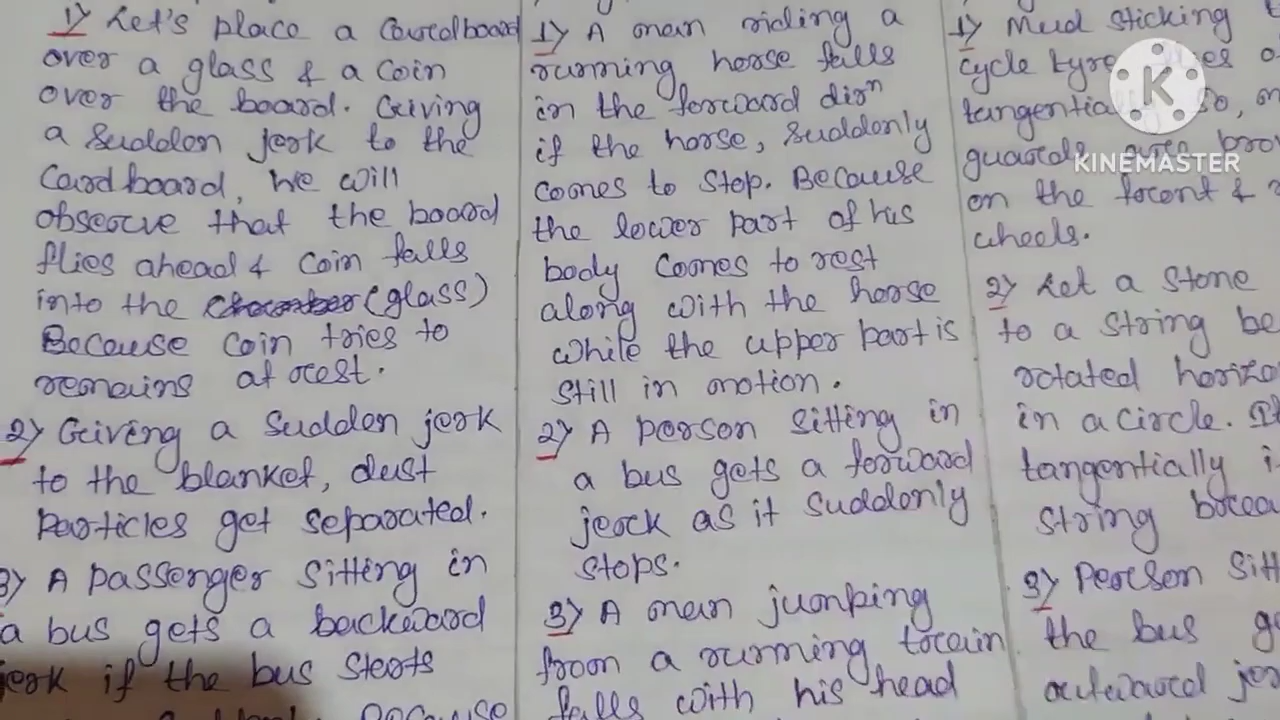 1) Let's place a Cardboard
over a glass & a coin
over the board. Giving
a sudden jerk to the
Cardboard, we will
observe that the board
flies ahead & coin falls
into the Chamber (glass)
Because coin tries to
remains at rest.
2) Giving a sudden jerk
to the blanket, dust
Particles get separated.
3) A passenger sitting in
a bus gets a backward
jerk if the bus starts
Because
1) A man riding a
running horse falls
in the forward dirn
if the horse, suddenly
comes to stop. Because
the lower part of his
body comes to rest
along with the horse
while the upper part is
still in motion.
2) A person sitting in
a bus gets a forward
jerk as it suddenly
stops.
3) A man jumping
from a running train
falls with his head
1) Mud sticking
cycle tyre
on the front &
wheels.
2) Let a stone
to a string be
rotated
in a circle.
tangentially
string
3) Person
the bus
outward
KINEMASTER